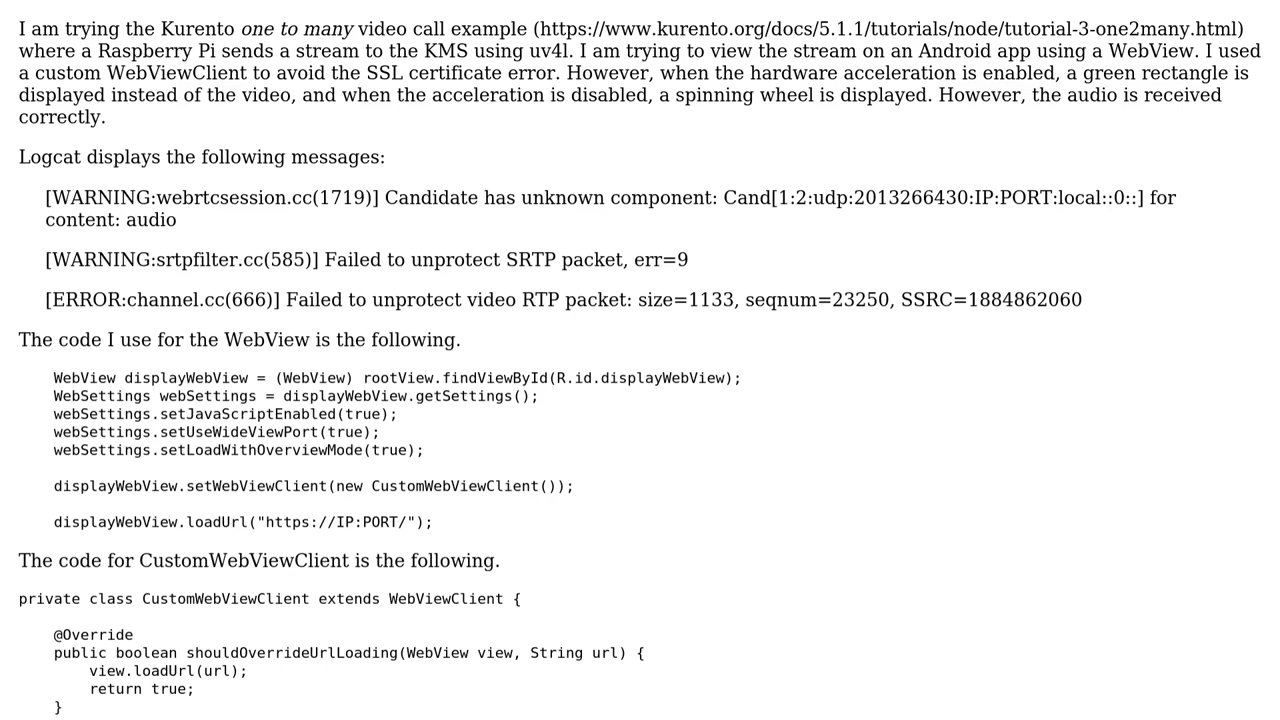 I am trying the Kurento one to many video call example (https://www.kurento.org/docs/5.1.1/tutorials/node/tutorial-3-one2many.html)
where a Raspberry Pi sends a stream to the KMS using uv4l. I am trying to view the stream on an Android app using a WebView. I used
a custom WebViewClient to avoid the SSL certificate error. However, when the hardware acceleration is enabled, a green rectangle is
displayed instead of the video, and when the acceleration is disabled, a spinning wheel is displayed. However, the audio is received
correctly.
Logcat displays the following messages:
[WARNING:webrtcsession.cc(1719)] Candidate has unknown component: Cand[1:2:udp:2013266430:IP:PORT:local::0::] for
content: audio
[WARNING:srtpfilter.cc(585)] Failed to unprotect SRTP packet, err=9
[ERROR:channel.cc(666)] Failed to unprotect video RTP packet: size=1133, seqnum=23250, SSRC=1884862060
The code I use for the WebView is the following.
WebView displayWebView = (WebView) rootView.findViewById(R.id.displayWebView);
WebSettings webSettings = displayWebView.getSettings();
webSettings.setJavaScriptEnabled(true);
webSettings.setUseWideViewPort(true);
webSettings.setLoadWithOverviewMode(true);
displayWebView.setWebViewClient(new CustomWebViewClient());
displayWebView.loadUrl("https://IP:PORT/");
The code for CustomWebViewClient is the following.
private class CustomWebViewClient extends WebViewClient {
@Override
public boolean shouldOverrideUrlLoading(WebView view, String url) {
view.loadUrl(url);
return true;
}